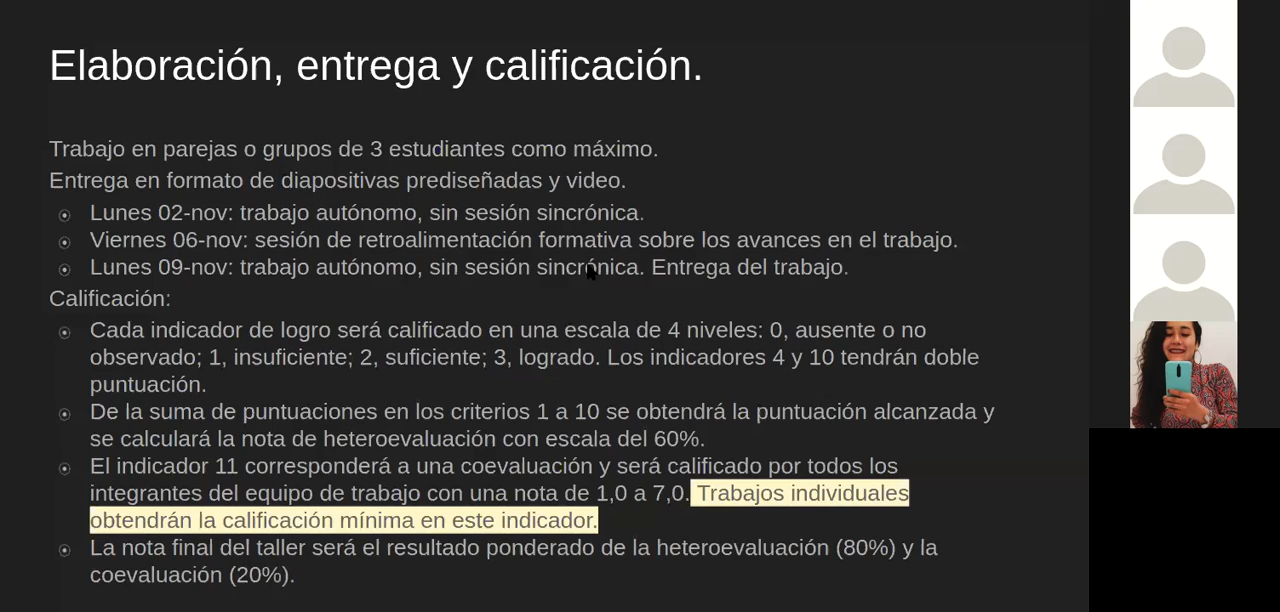 Elaboración, entrega y calificación.
Trabajo en parejas o grupos de 3 estudiantes como máximo.
Entrega en formato de diapositivas prediseñadas y video.
Lunes 02-nov: trabajo autónomo, sin sesión sincrónica.
Viernes 06-nov: sesión de retroalimentación formativa sobre los avances en el trabajo.
Lunes 09-nov: trabajo autónomo, sin sesión sincrónica. Entrega del trabajo.
Calificación:
Cada indicador de logro será calificado en una escala de 4 niveles: 0, ausente o no
observado; 1, insuficiente; 2, suficiente; 3, logrado. Los indicadores 4 y 10 tendrán doble
puntuación.
De la suma de puntuaciones en los criterios 1 a 10 se obtendrá la puntuación alcanzada y
se calculará la nota de heteroevaluación con escala del 60%.
El indicador 11 corresponderá a una coevaluación y será calificado por todos los
integrantes del equipo de trabajo con una nota de 1,0 a 7,0. Trabajos individuales
obtendrán la calificación mínima en este indicador.
La nota final del taller será el resultado ponderado de la heteroevaluación (80%) y la
coevaluación (20%).